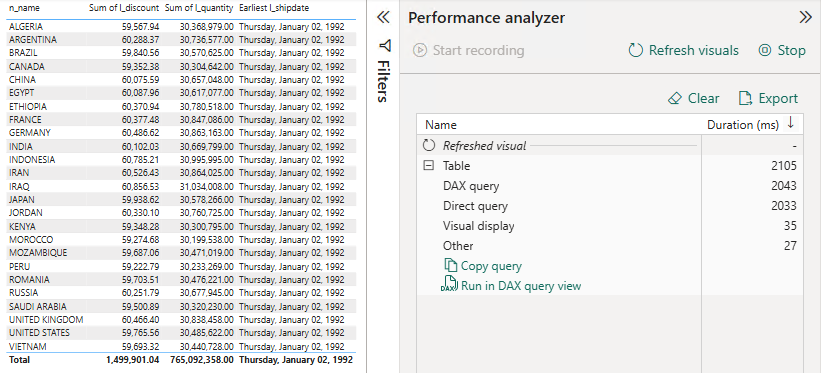 n_name Sum of l_discount Sum of l_quantity Earliest l_shipdate
ALGERIA 59,567.94 30,368,979.00 Thursday, January 02, 1992
ARGENTINA 60,288.37 30,736,577.00 Thursday, January 02, 1992
BRAZIL 59,840.56 30,570,625.00 Thursday, January 02, 1992
CANADA 59,352.38 30,304,642.00 Thursday, January 02, 1992
CHINA 60,075.59 30,657,048.00 Thursday, January 02, 1992
EGYPT 60,087.96 30,617,077.00 Thursday, January 02, 1992
ETHIOPIA 60,370.94 30,780,518.00 Thursday, January 02, 1992
FRANCE 60,377.48 30,847,086.00 Thursday, January 02, 1992
GERMANY 60,486.62 30,863,163.00 Thursday, January 02, 1992
INDIA 60,102.03 30,669,799.00 Thursday, January 02, 1992
INDONESIA 60,785.21 30,995,995.00 Thursday, January 02, 1992
IRAN 60,526.43 30,864,025.00 Thursday, January 02, 1992
IRAQ 60,856.53 31,034,008.00 Thursday, January 02, 1992
JAPAN 59,938.62 30,578,266.00 Thursday, January 02, 1992
JORDAN 60,330.10 30,760,725.00 Thursday, January 02, 1992
KENYA 59,348.28 30,300,795.00 Thursday, January 02, 1992
MOROCCO 59,274.68 30,199,538.00 Thursday, January 02, 1992
MOZAMBIQUE 59,687.06 30,471,019.00 Thursday, January 02, 1992
PERU 59,222.79 30,233,269.00 Thursday, January 02, 1992
ROMANIA 59,703.51 30,476,221.00 Thursday, January 02, 1992
RUSSIA 60,251.79 30,677,945.00 Thursday, January 02, 1992
SAUDI ARABIA 59,500.89 30,320,230.00 Thursday, January 02, 1992
UNITED KINGDOM 60,466.40 30,838,458.00 Thursday, January 02, 1992
UNITED STATES 59,765.56 30,485,622.00 Thursday, January 02, 1992
VIETNAM 59,693.32 30,440,728.00 Thursday, January 02, 1992
Total 1,499,901.04 765,092,358.00 Thursday, January 02, 1992
Filters
Performance analyzer
Start recording Refresh visuals Stop
Clear Export
Name Duration (ms)
Refreshed visual -
Table 2105
DAX query 2043
Direct query 2033
Visual display 35
Other 27
Copy query
DAX Run in DAX query view